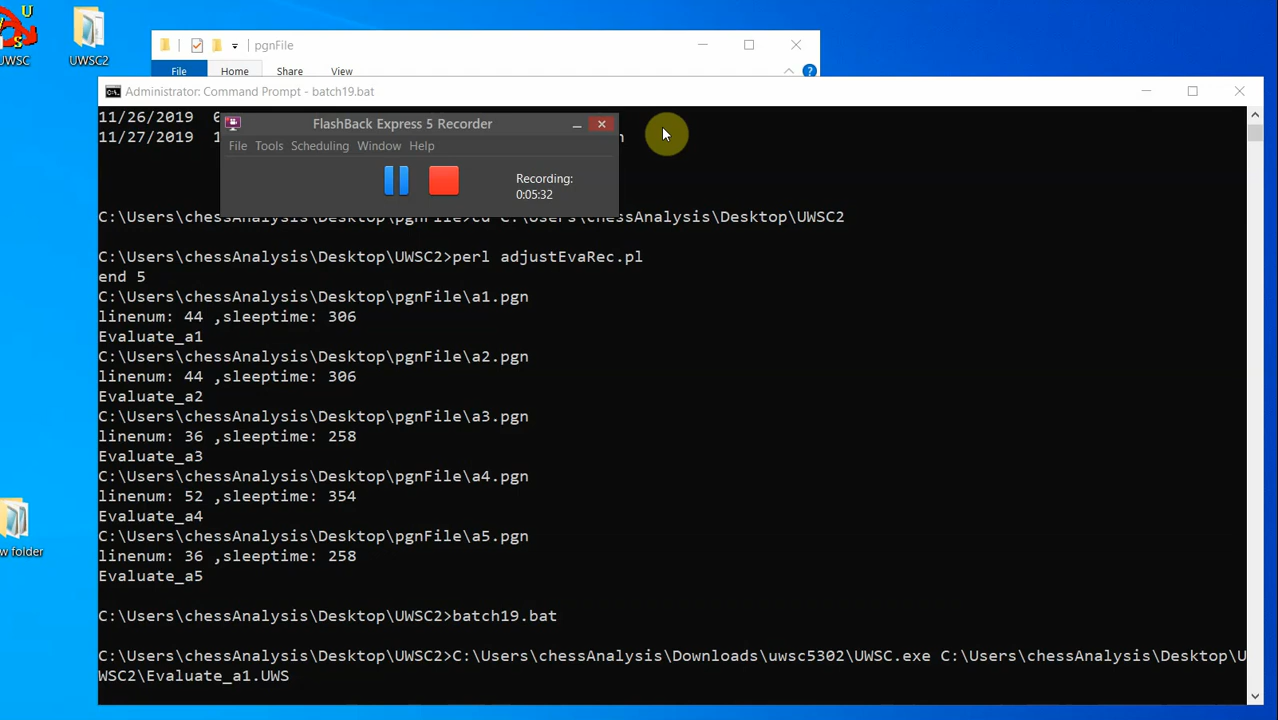 U
S
UWSC
UWSC2
pgnFile
File Home Share View
Administrator: Command Prompt - batch19.bat
11/26/2019
11/27/2019
FlashBack Express 5 Recorder
File Tools Scheduling Window Help
Recording:
0:05:32
C:\Users\chessAnalysis\Desktop\pgnFile>cd C:\Users\chessAnalysis\Desktop\UWSC2
C:\Users\chessAnalysis\Desktop\UWSC2>perl adjustEvaRec.pl
end 5
C:\Users\chessAnalysis\Desktop\pgnFile\a1.pgn
linenum: 44 ,sleeptime: 306
Evaluate_a1
C:\Users\chessAnalysis\Desktop\pgnFile\a2.pgn
linenum: 44 ,sleeptime: 306
Evaluate_a2
C:\Users\chessAnalysis\Desktop\pgnFile\a3.pgn
linenum: 36 ,sleeptime: 258
Evaluate_a3
C:\Users\chessAnalysis\Desktop\pgnFile\a4.pgn
linenum: 52 ,sleeptime: 354
Evaluate_a4
C:\Users\chessAnalysis\Desktop\pgnFile\a5.pgn
linenum: 36 ,sleeptime: 258
Evaluate_a5
w folder
C:\Users\chessAnalysis\Desktop\UWSC2>batch19.bat
C:\Users\chessAnalysis\Desktop\UWSC2>C:\Users\chessAnalysis\Downloads\uwsc5302\UWSC.exe C:\Users\chessAnalysis\Desktop\U
WSC2\Evaluate_a1.UWS